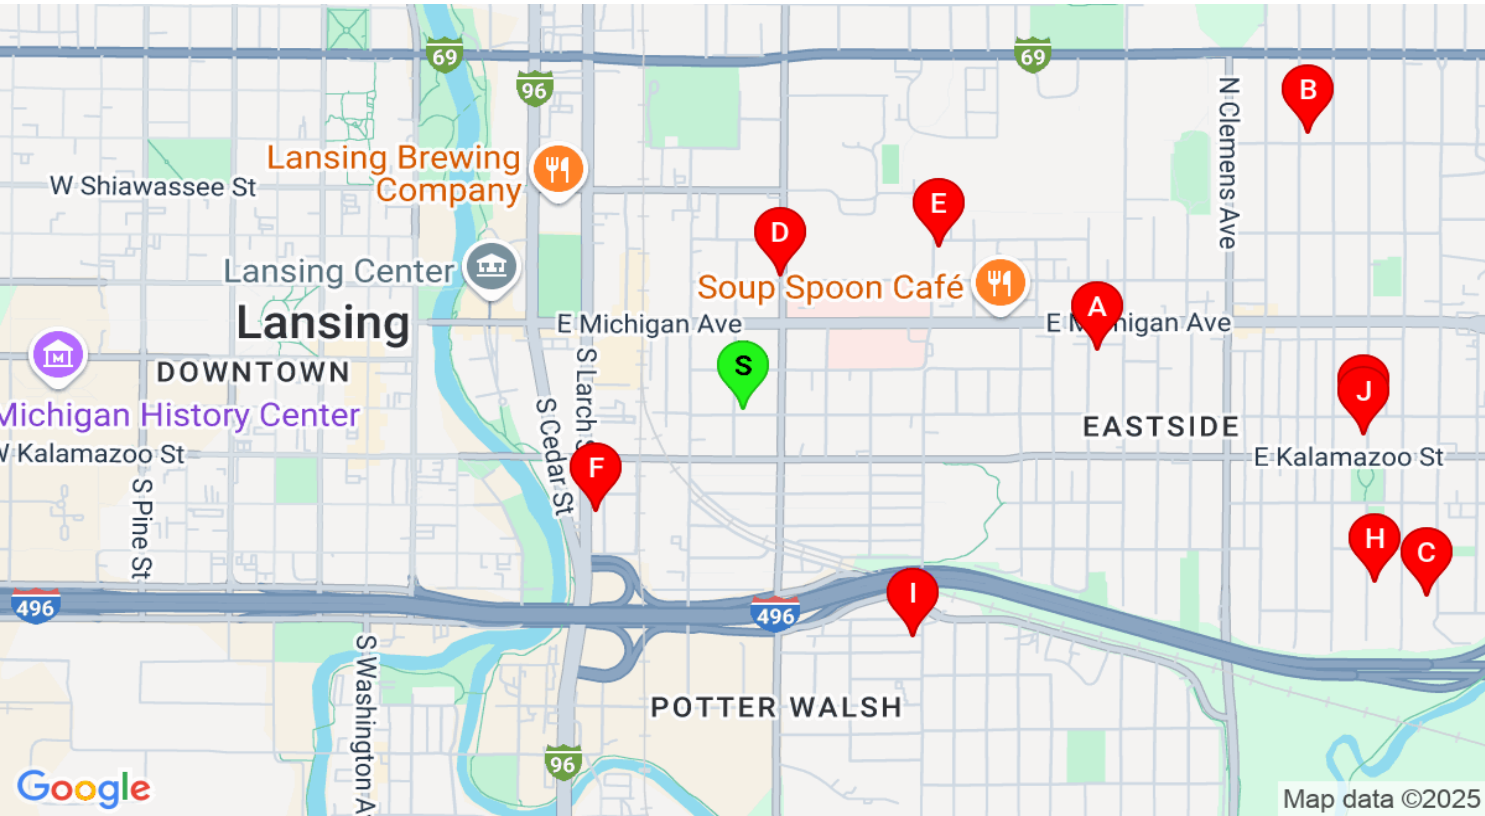 69
69
96
B
N Clemens Ave
Lansing Brewing
Company
W Shiawassee St
E
D
Lansing Center
Soup Spoon Café
A
Lansing
E Michigan Ave
E M nigan Ave
S
DOWNTOWN
S Larch S
J
Michigan History Center
S Cedar St
EASTSIDE
W Kalamazoo St
E Kalamazoo St
F
S Pine St
H
C
I
496
496
S Washington A
POTTER WALSH
96
Google
Map data ©2025